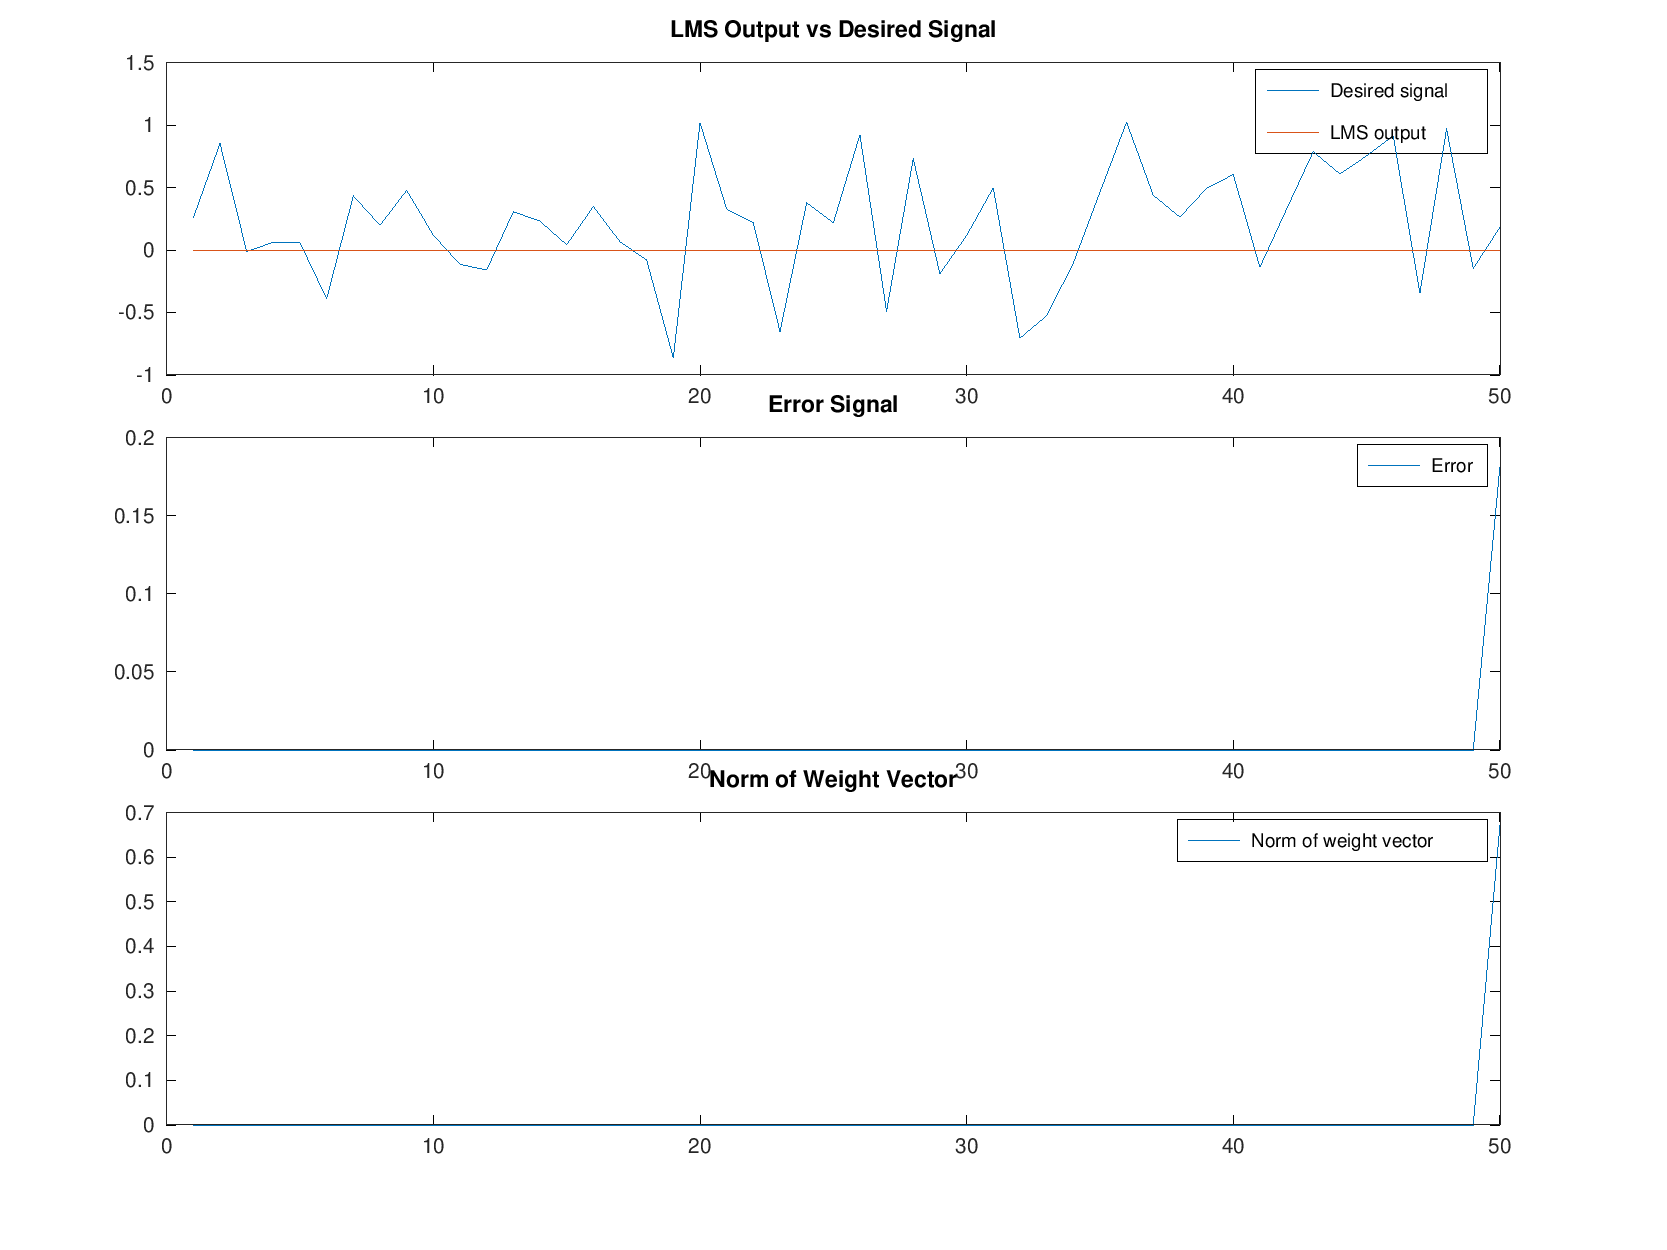 LMS Output vs Desired Signal
1.5
1
0.5
0
-0.5
-1
Desired signal
LMS output
0 10 20 30 40 50
Error Signal
0.2
0.15
0.1
0.05
0
Error
0 10 20 30 40 50
Norm of Weight Vector
0.7
0.6
0.5
0.4
0.3
0.2
0.1
0
Norm of weight vector
0 10 20 30 40 50